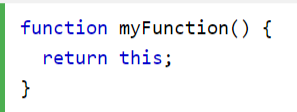 function myFunction() {
  return this;
}